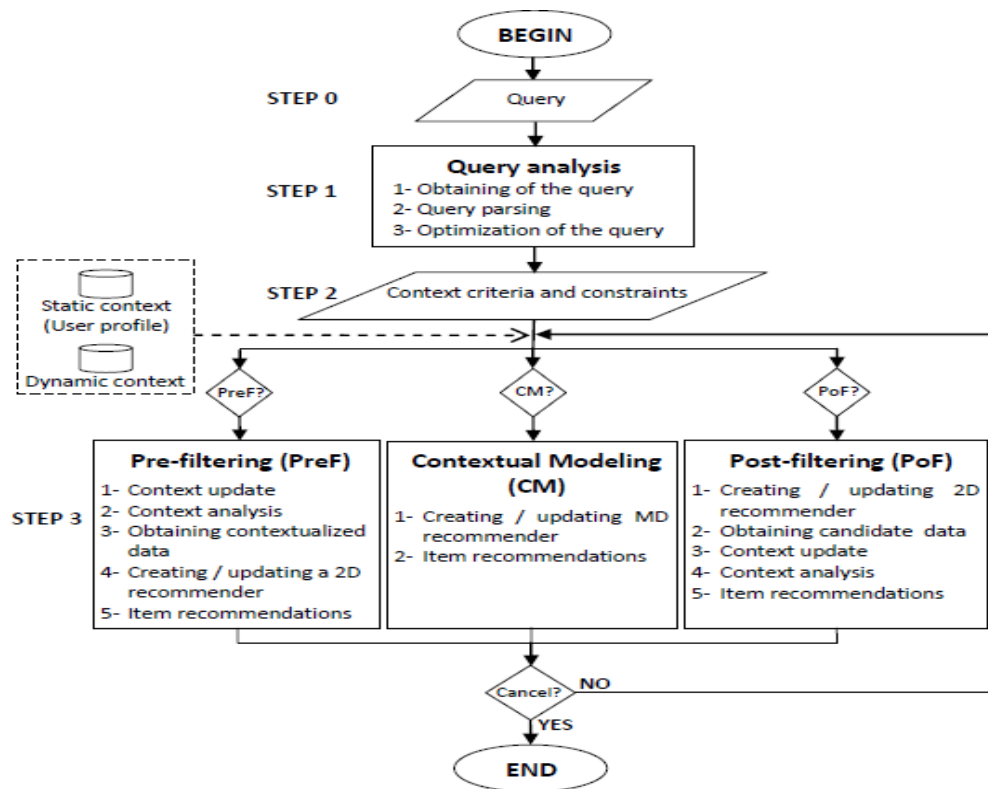 BEGIN
STEP 0
Query
Query analysis
STEP 1
1- Obtaining of the query
2- Query parsing
3- Optimization of the query
STEP 2
Context criteria and constraints
Static context
(User profile)
Dynamic context
PreF?
CM?
PoF?
STEP 3
Pre-filtering (PreF)
1- Context update
2- Context analysis
3- Obtaining contextualized
data
4- Creating / updating a 2D
recommender
5- Item recommendations
Contextual Modeling
(CM)
1- Creating / updating MD
recommender
2- Item recommendations
Post-filtering (PoF)
1- Creating / updating 2D
recommender
2- Obtaining candidate data
3- Context update
4- Context analysis
5- Item recommendations
Cancel?
NO
YES
END